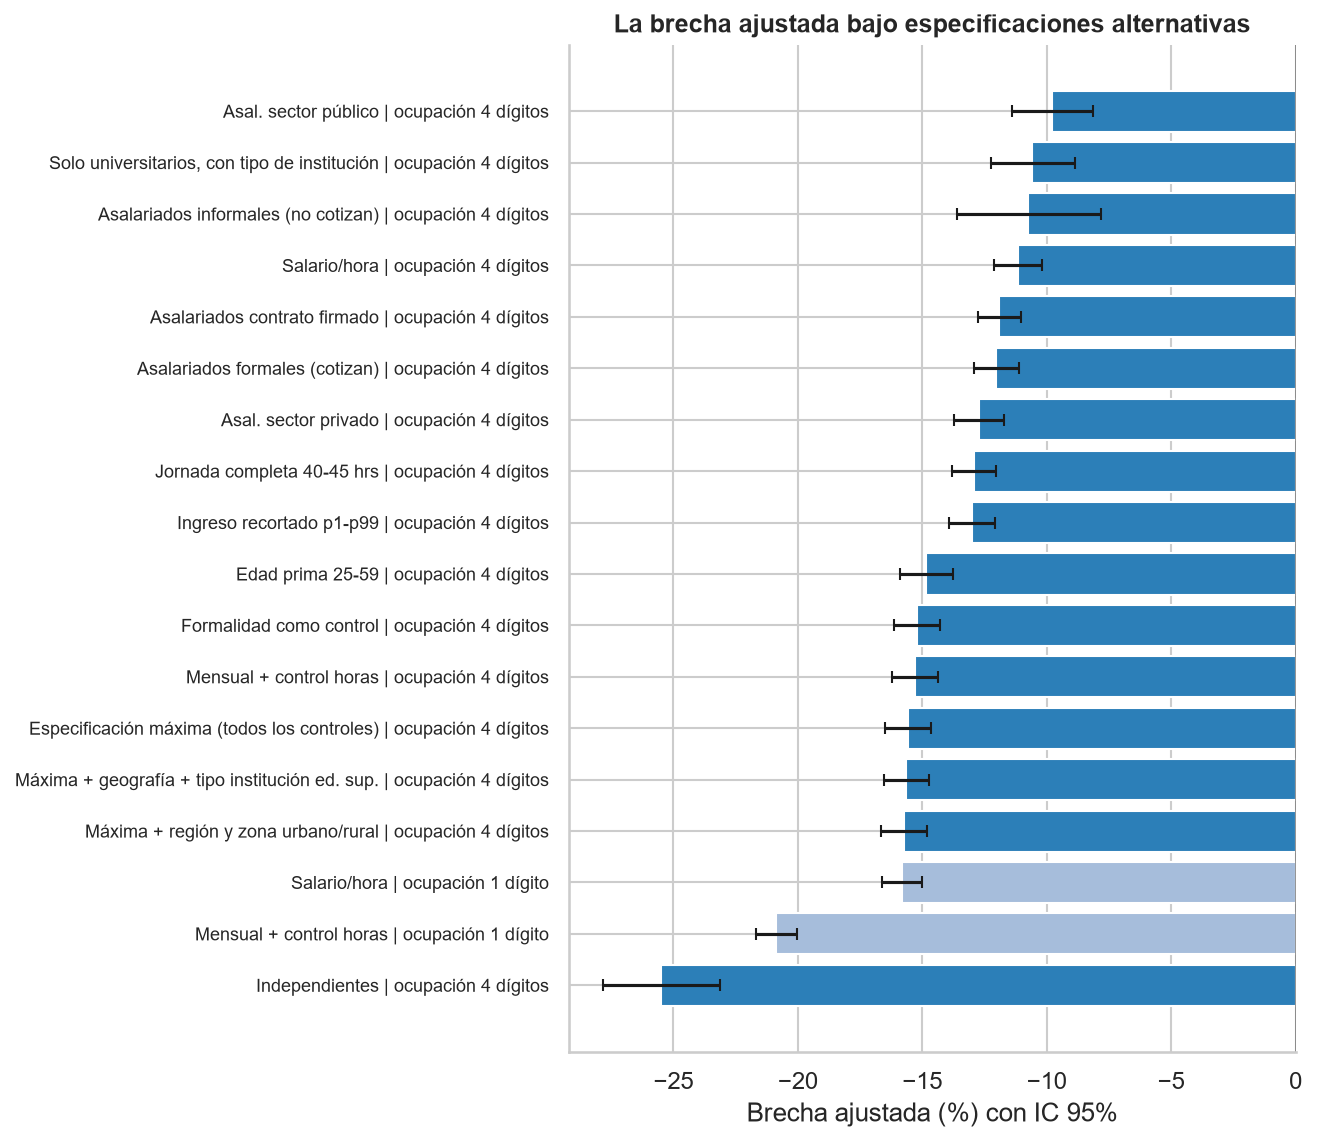 La brecha ajustada bajo especificaciones alternativas
Asal. sector público | ocupación 4 dígitos
Solo universitarios, con tipo de institución | ocupación 4 dígitos
Asalariados informales (no cotizan) | ocupación 4 dígitos
Salario/hora | ocupación 4 dígitos
Asalariados contrato firmado | ocupación 4 dígitos
Asalariados formales (cotizan) | ocupación 4 dígitos
Asal. sector privado | ocupación 4 dígitos
Jornada completa 40-45 hrs | ocupación 4 dígitos
Ingreso recortado p1-p99 | ocupación 4 dígitos
Edad prima 25-59 | ocupación 4 dígitos
Formalidad como control | ocupación 4 dígitos
Mensual + control horas | ocupación 4 dígitos
Especificación máxima (todos los controles) | ocupación 4 dígitos
Máxima + geografía + tipo institución ed. sup. | ocupación 4 dígitos
Máxima + región y zona urbano/rural | ocupación 4 dígitos
Salario/hora | ocupación 1 dígito
Mensual + control horas | ocupación 1 dígito
Independientes | ocupación 4 dígitos
−25 −20 −15 −10 −5 0
Brecha ajustada (%) con IC 95%